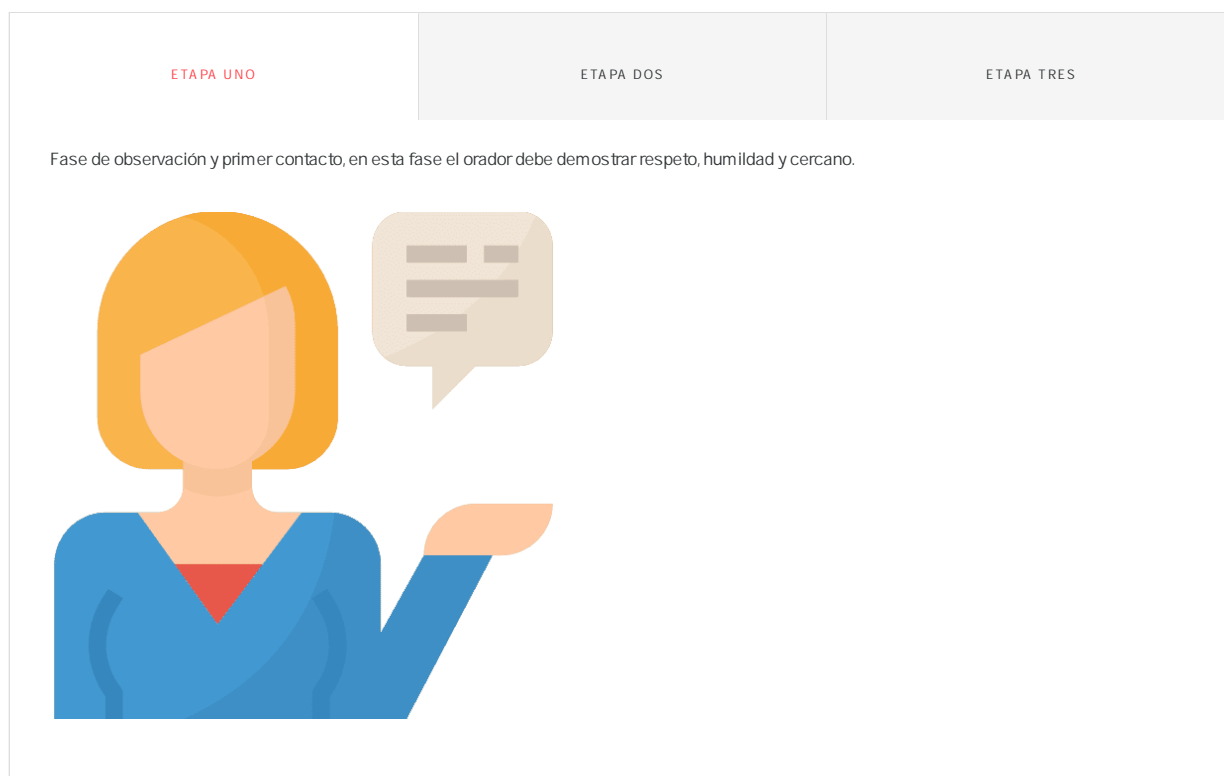 ETAPA UNO
ETAPA DOS
ETAPA TRES
Fase de observación y primer contacto, en esta fase el orador debe demostrar respeto, humildad y cercano.